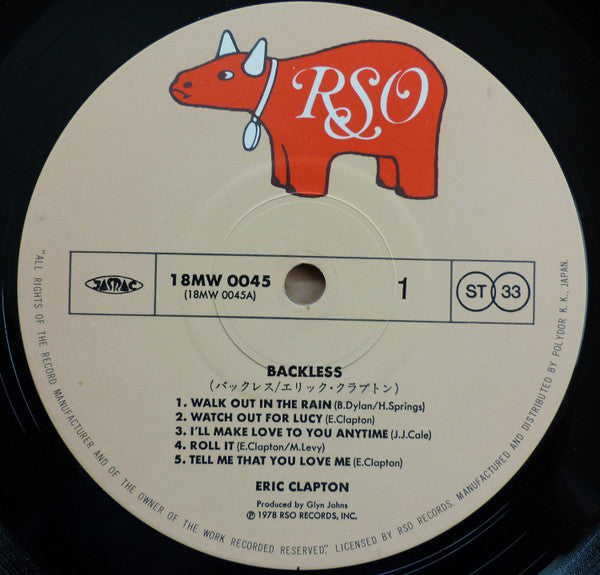 RSO
JASRAC
18MW 0045
(18MW 0045A)
1
ST 33
BACKLESS
(バックレス/エリック・クラプトン)
1. WALK OUT IN THE RAIN (B.Dylan/H.Springs)
2. WATCH OUT FOR LUCY (E.Clapton)
3. I'LL MAKE LOVE TO YOU ANYTIME (J.J.Cale)
4. ROLL IT (E.Clapton/M.Levy)
5. TELL ME THAT YOU LOVE ME (E.Clapton)
ERIC CLAPTON
Produced by Glyn Johns
℗ 1978 RSO RECORDS, INC.
"ALL RIGHTS OF THE RECORD MANUFACTURER AND OF THE OWNER OF THE WORK RECORDED RESERVED." LICENSED BY RSO RECORDS. MANUFACTURED AND DISTRIBUTED BY POLYDOR K.K., JAPAN.